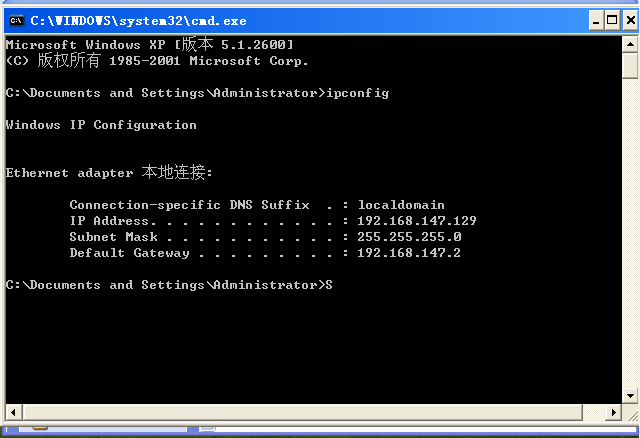 C:\WINDOWS\system32\cmd.exe
Microsoft Windows XP [版本 5.1.2600]
(C) 版权所有 1985-2001 Microsoft Corp.
C:\Documents and Settings\Administrator>ipconfig
Windows IP Configuration
Ethernet adapter 本地连接:
Connection-specific DNS Suffix  . : localdomain
IP Address. . . . . . . . . . . . : 192.168.147.129
Subnet Mask . . . . . . . . . . . : 255.255.255.0
Default Gateway . . . . . . . . . : 192.168.147.2
C:\Documents and Settings\Administrator>S